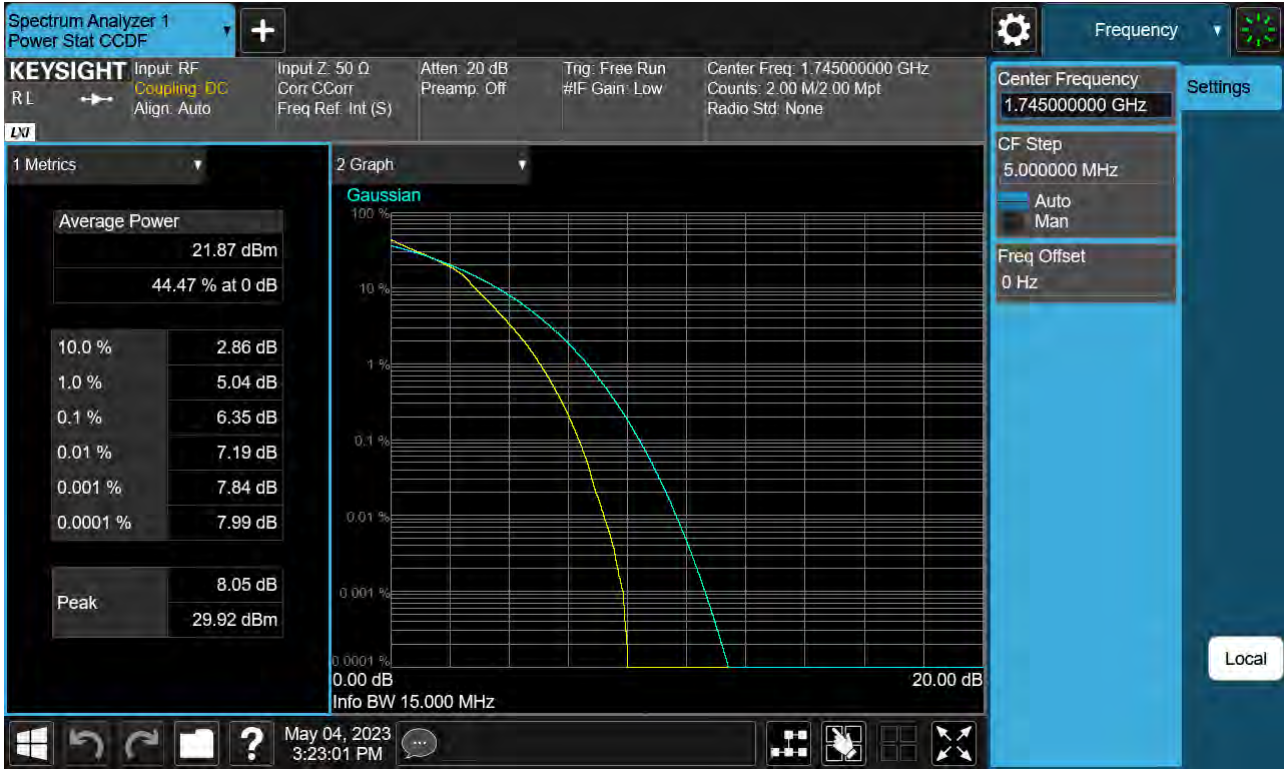 Spectrum Analyzer 1
Power Stat CCDF
Frequency
KEYSIGHT
RL
LXI
Input: RF
Coupling: DC
Align: Auto
Input Z: 50 Ω
Corr CCorr
Freq Ref: Int (S)
Atten: 20 dB
Preamp: Off
Trig: Free Run
#IF Gain: Low
Center Freq: 1.745000000 GHz
Counts: 2.00 M/2.00 Mpt
Radio Std: None
Center Frequency
1.745000000 GHz
Settings
CF Step
5.000000 MHz
Auto
Man
Freq Offset
0 Hz
1 Metrics
Average Power
21.87 dBm
44.47 % at 0 dB
10.0 % 2.86 dB
1.0 % 5.04 dB
0.1 % 6.35 dB
0.01 % 7.19 dB
0.001 % 7.84 dB
0.0001 % 7.99 dB
Peak
8.05 dB
29.92 dBm
2 Graph
Gaussian
100 %
10 %
1 %
0.1 %
0.01 %
0.001 %
0.0001 %
0.00 dB
20.00 dB
Info BW 15.000 MHz
Local
?
May 04, 2023
3:23:01 PM